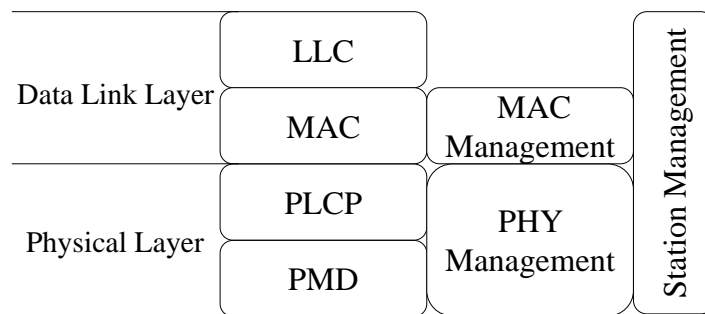 LLC
Data Link Layer
MAC
MAC
Management
PLCP
Physical Layer
PHY
Management
PMD
Station Management